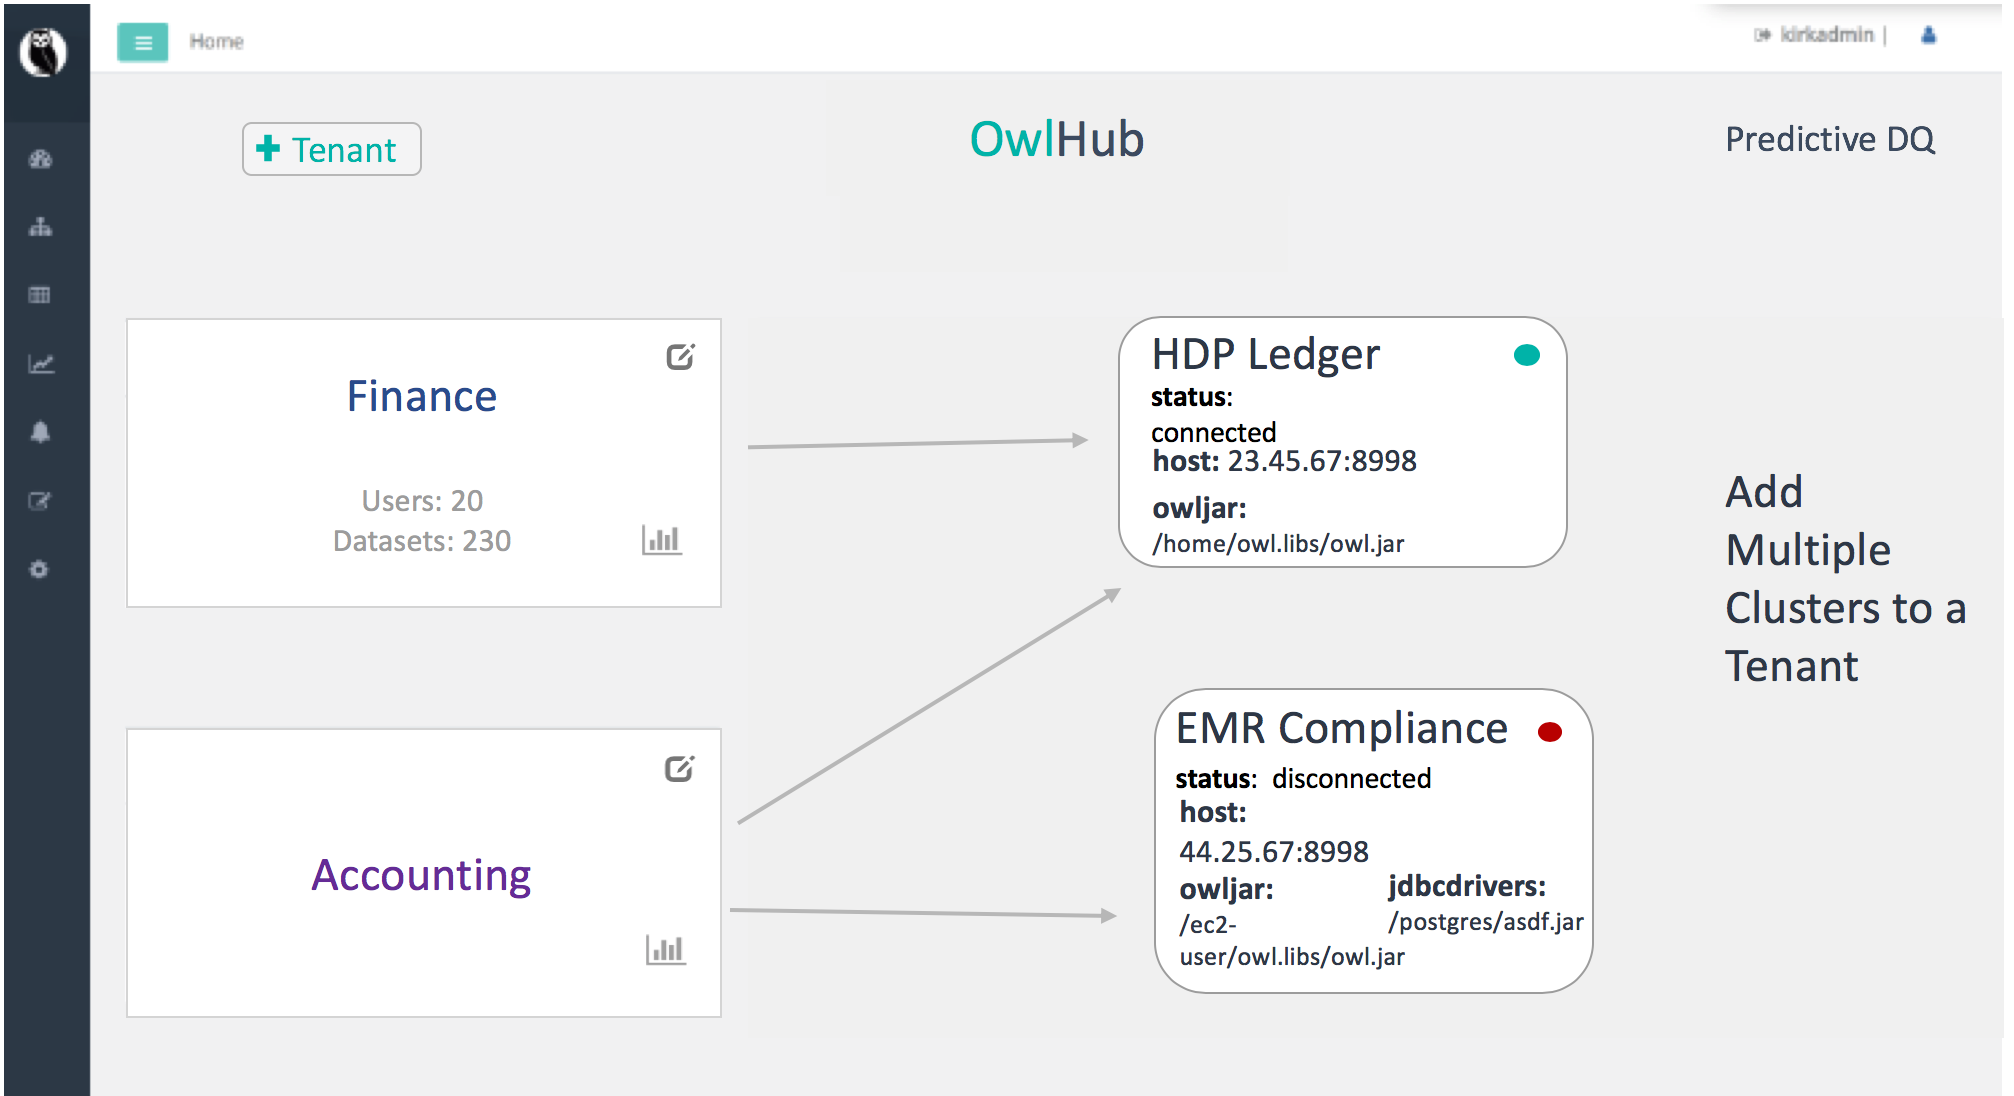 Home
kirkadmin |
Tenant
OwlHub
Predictive DQ
Finance
Users: 20
Datasets: 230
HDP Ledger
status:
connected
host: 23.45.67:8998
owljar:
/home/owl.libs/owl.jar
Add
Multiple
Clusters to a
Tenant
Accounting
EMR Compliance
status: disconnected
host:
44.25.67:8998
owljar:
/ec2-
user/owl.libs/owl.jar
jdbcdrivers:
/postgres/asdf.jar